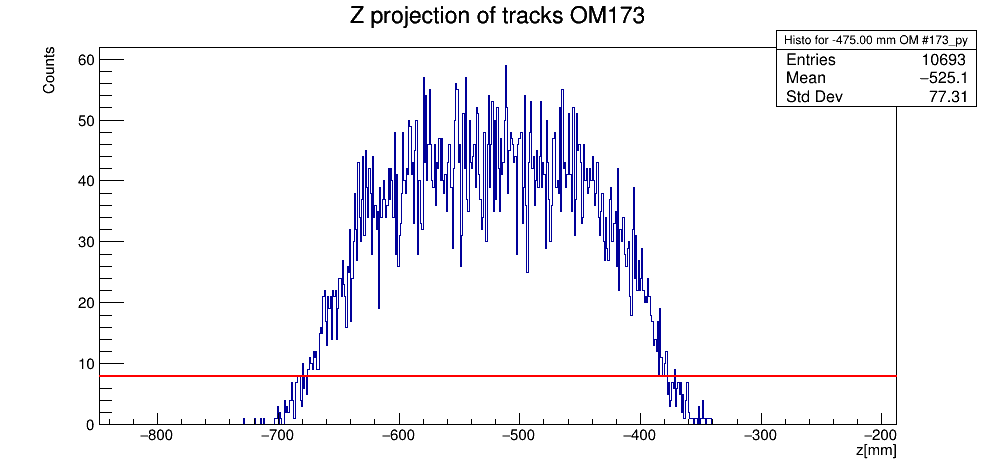 Z projection of tracks OM173
Histo for -475.00 mm OM #173_py
Entries 10693
Mean −525.1
Std Dev 77.31
Counts
60
50
40
30
20
10
0
−800 −700 −600 −500 −400 −300 −200
z[mm]